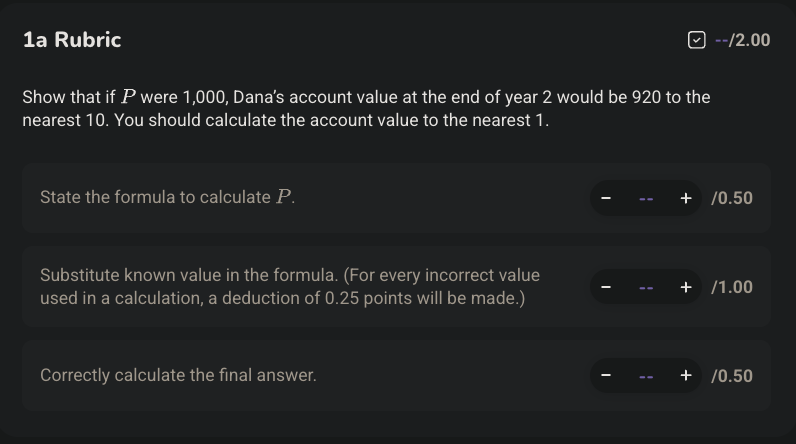 1a Rubric
--/2.00
Show that if P were 1,000, Dana’s account value at the end of year 2 would be 920 to the
nearest 10. You should calculate the account value to the nearest 1.
State the formula to calculate P.
− -- + /0.50
Substitute known value in the formula. (For every incorrect value
used in a calculation, a deduction of 0.25 points will be made.)
− -- + /1.00
Correctly calculate the final answer.
− -- + /0.50